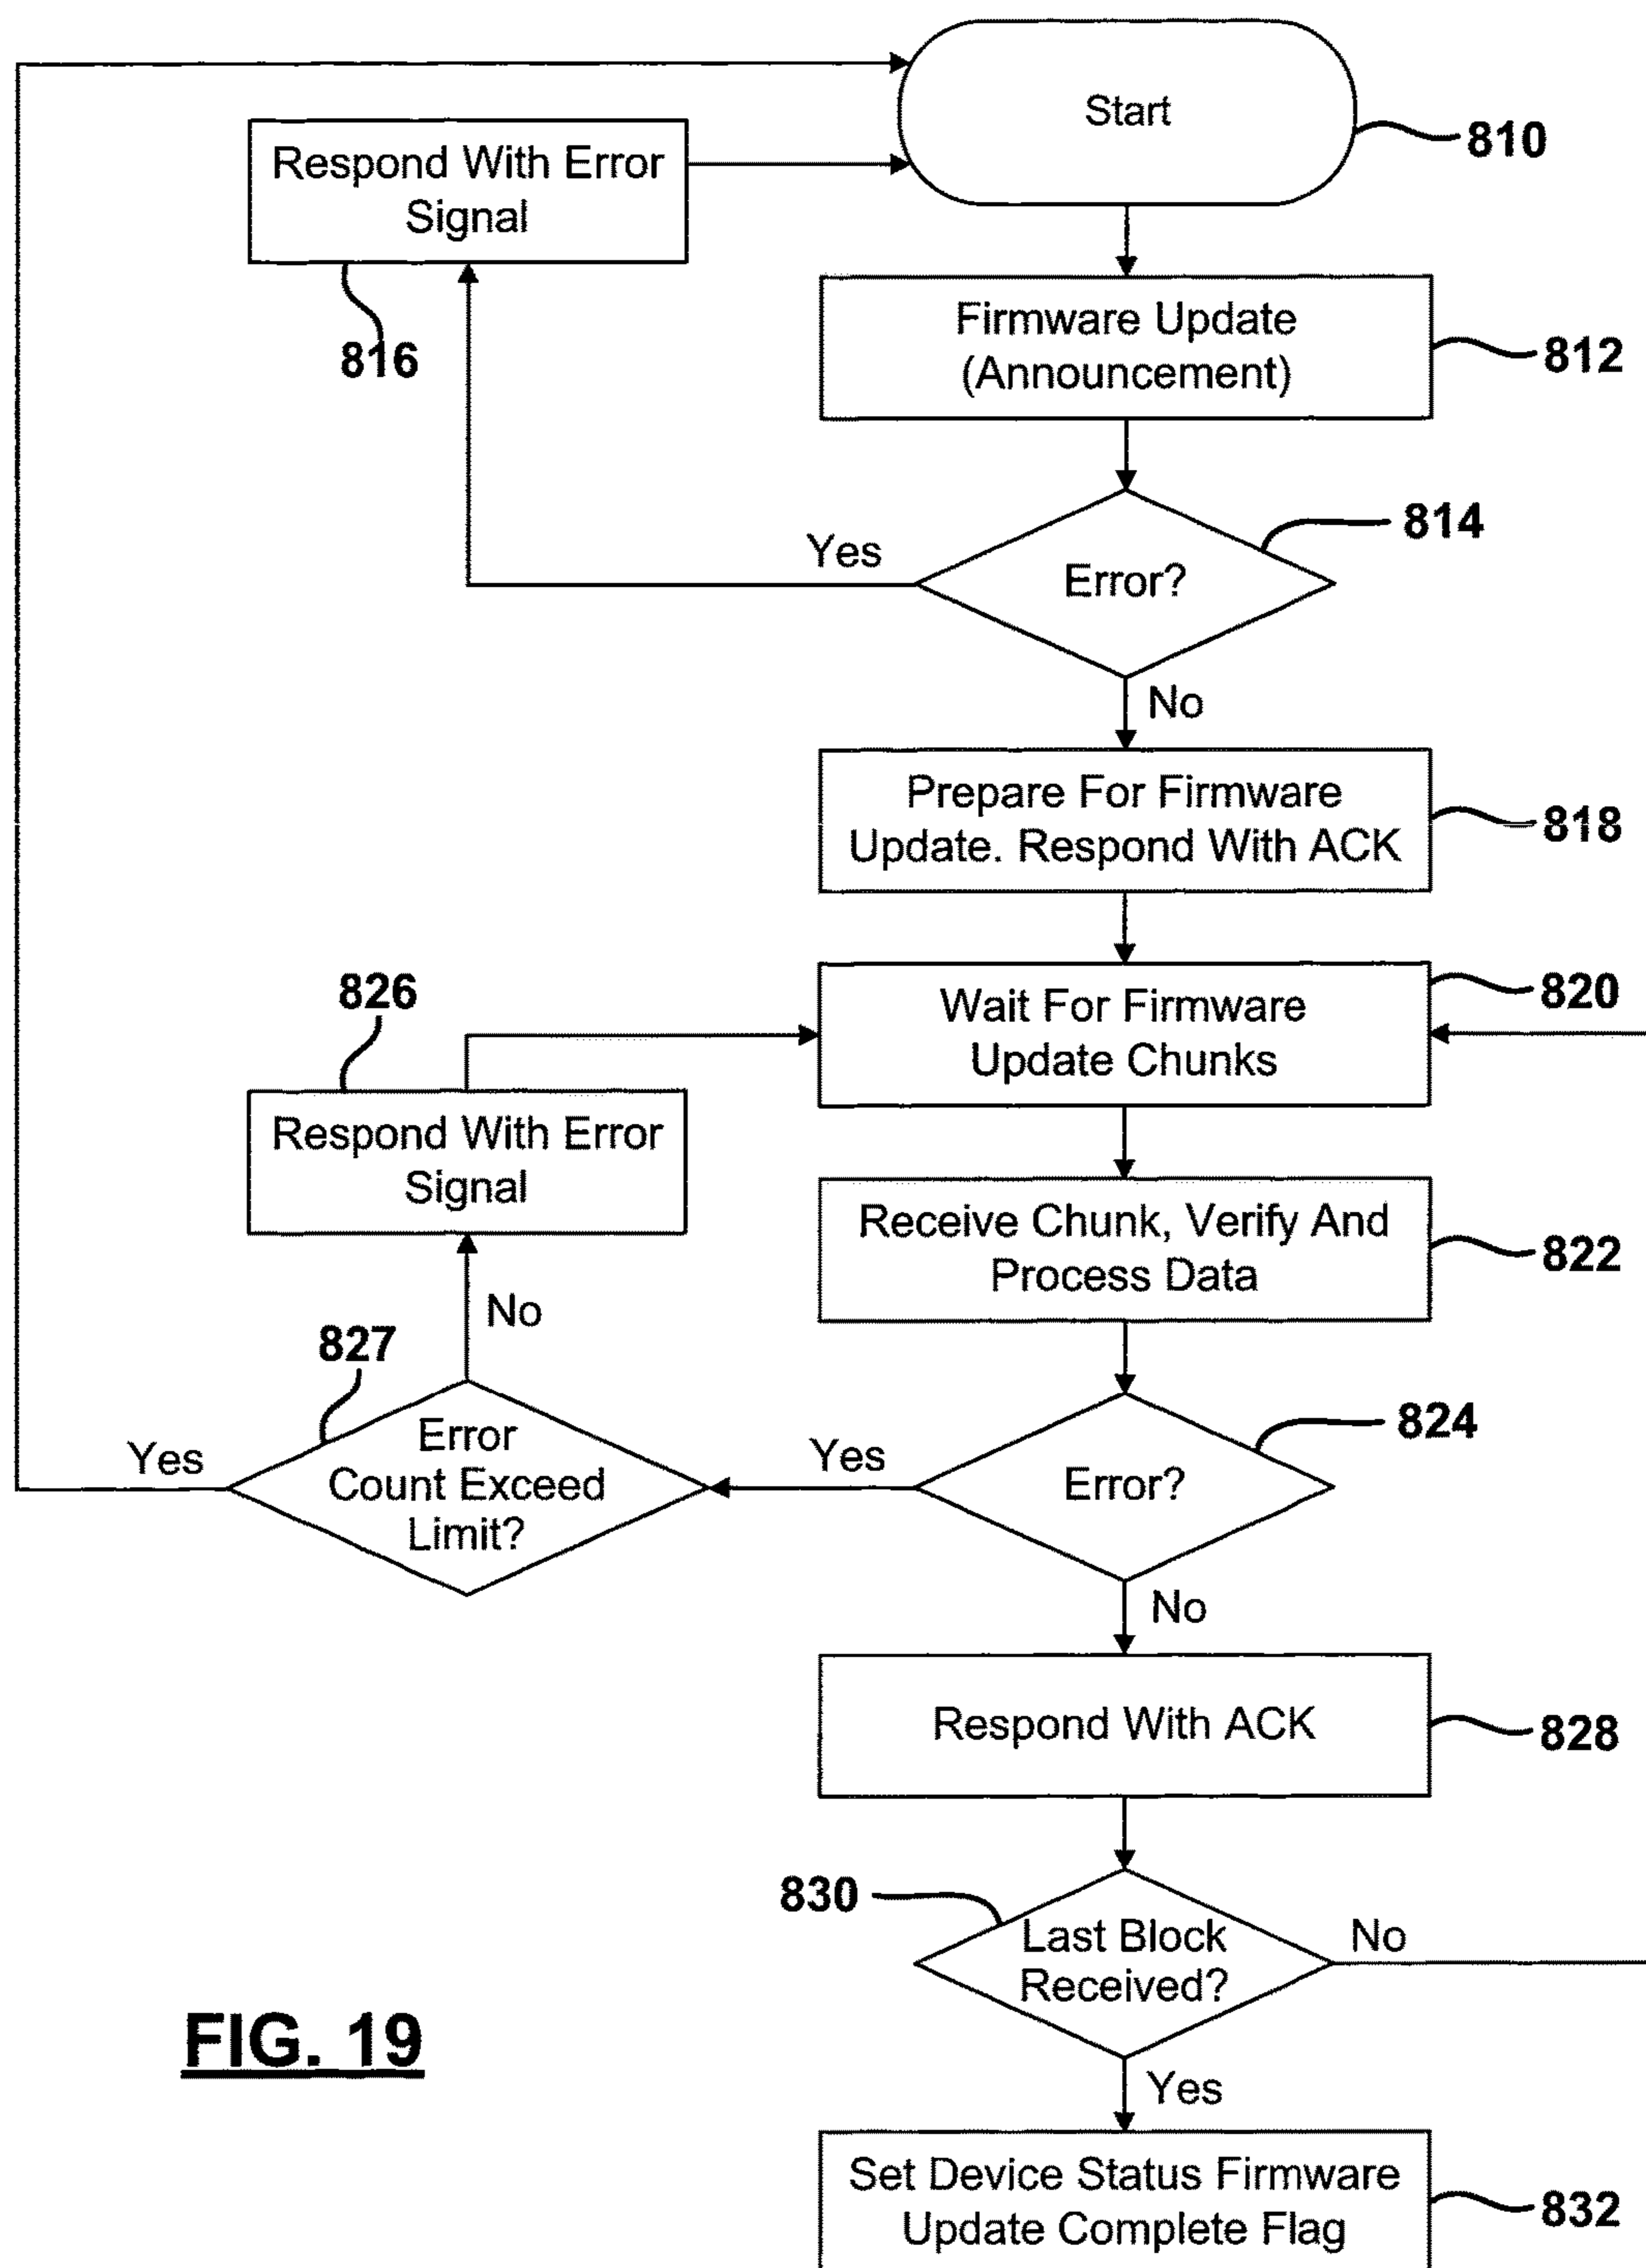 Start
810
Respond With Error
Signal
816
Firmware Update
(Announcement)
812
814
Yes
Error?
No
Prepare For Firmware
Update. Respond With ACK
818
826
Wait For Firmware
Update Chunks
820
Respond With Error
Signal
Receive Chunk, Verify And
Process Data
822
No
827
Error
Count Exceed
Limit?
Yes
Yes
Error?
824
No
Respond With ACK
828
830
Last Block
Received?
No
Yes
FIG. 19
Set Device Status Firmware
Update Complete Flag
832